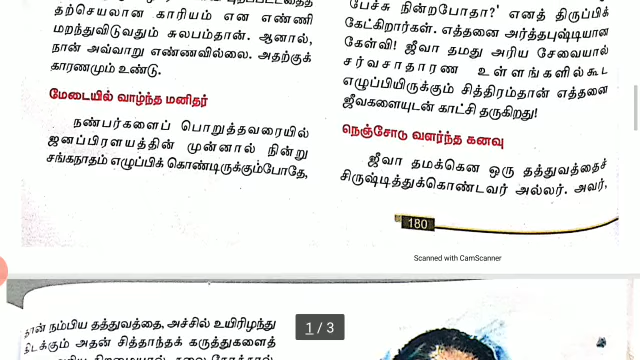 தற்செயலான காரியம் என எண்ணி
மறந்துவிடுவதும் சுலபம்தான். ஆனால்,
நான் அவ்வாறு எண்ணவில்லை. அதற்குக்
காரணமும் உண்டு.
மேடையில் வாழ்ந்த மனிதர்
நண்பர்களைப் பொறுத்தவரையில்
ஜனப்பிரளயத்தின் முன்னால் நின்று
சங்கநாதம் எழுப்பிக் கொண்டிருக்கும்போதே,
பேச்சு நின்றபோதா?' எனத் திருப்பிக்
கேட்கிறார்கள். எத்தனை அர்த்தபுஷ்டியான
கேள்வி! ஜீவா தமது அரிய சேவையால்
சர்வசாதாரண உள்ளங்களில்கூட
எழுப்பியிருக்கும் சித்திரம்தான் எத்தனை
ஜீவகளையுடன் காட்சி தருகிறது!
நெஞ்சோடு வளர்ந்த கனவு
ஜீவா தமக்கென ஒரு தத்துவத்தைச்
சிருஷ்டித்துக்கொண்டவர் அல்லர். அவர்,
180
Scanned with CamScanner
தான் நம்பிய தத்துவத்தை, அச்சில் உயிரிழந்து
கிடக்கும் அதன் சித்தாந்தக் கருத்துகளைத்
1 / 3